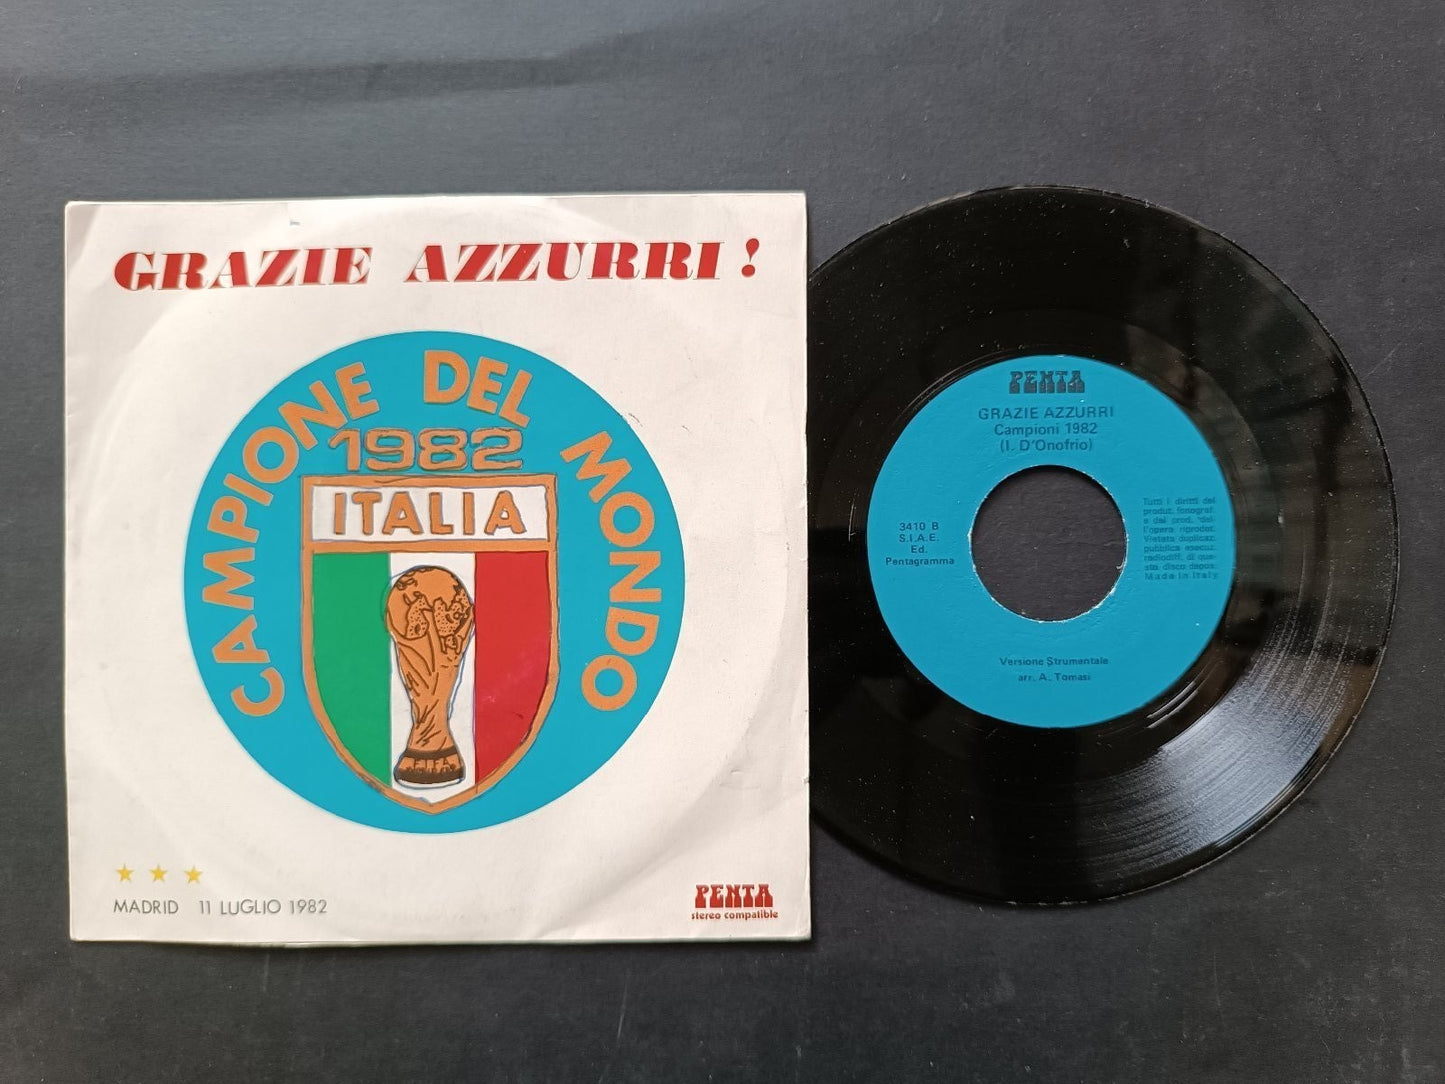 GRAZIE AZZURRI !
CAMPIONE DEL MONDO
1982
ITALIA
FIFA
MADRID 11 LUGLIO 1982
PENTA
stereo compatible
PENTA
GRAZIE AZZURRI
Campioni 1982
(I. D'Onofrio)
3410 B
S.I.A.E.
Ed.
Pentagramma
Tutti i diritti del
produt. fonograf.
e del prod. del-
l'opera riprodot.
Vietata duplicaz.
pubblica esecuz.
radiodiff. di que-
sto disco depos.
Made in Italy
Versione Strumentale
arr. A. Tomasi